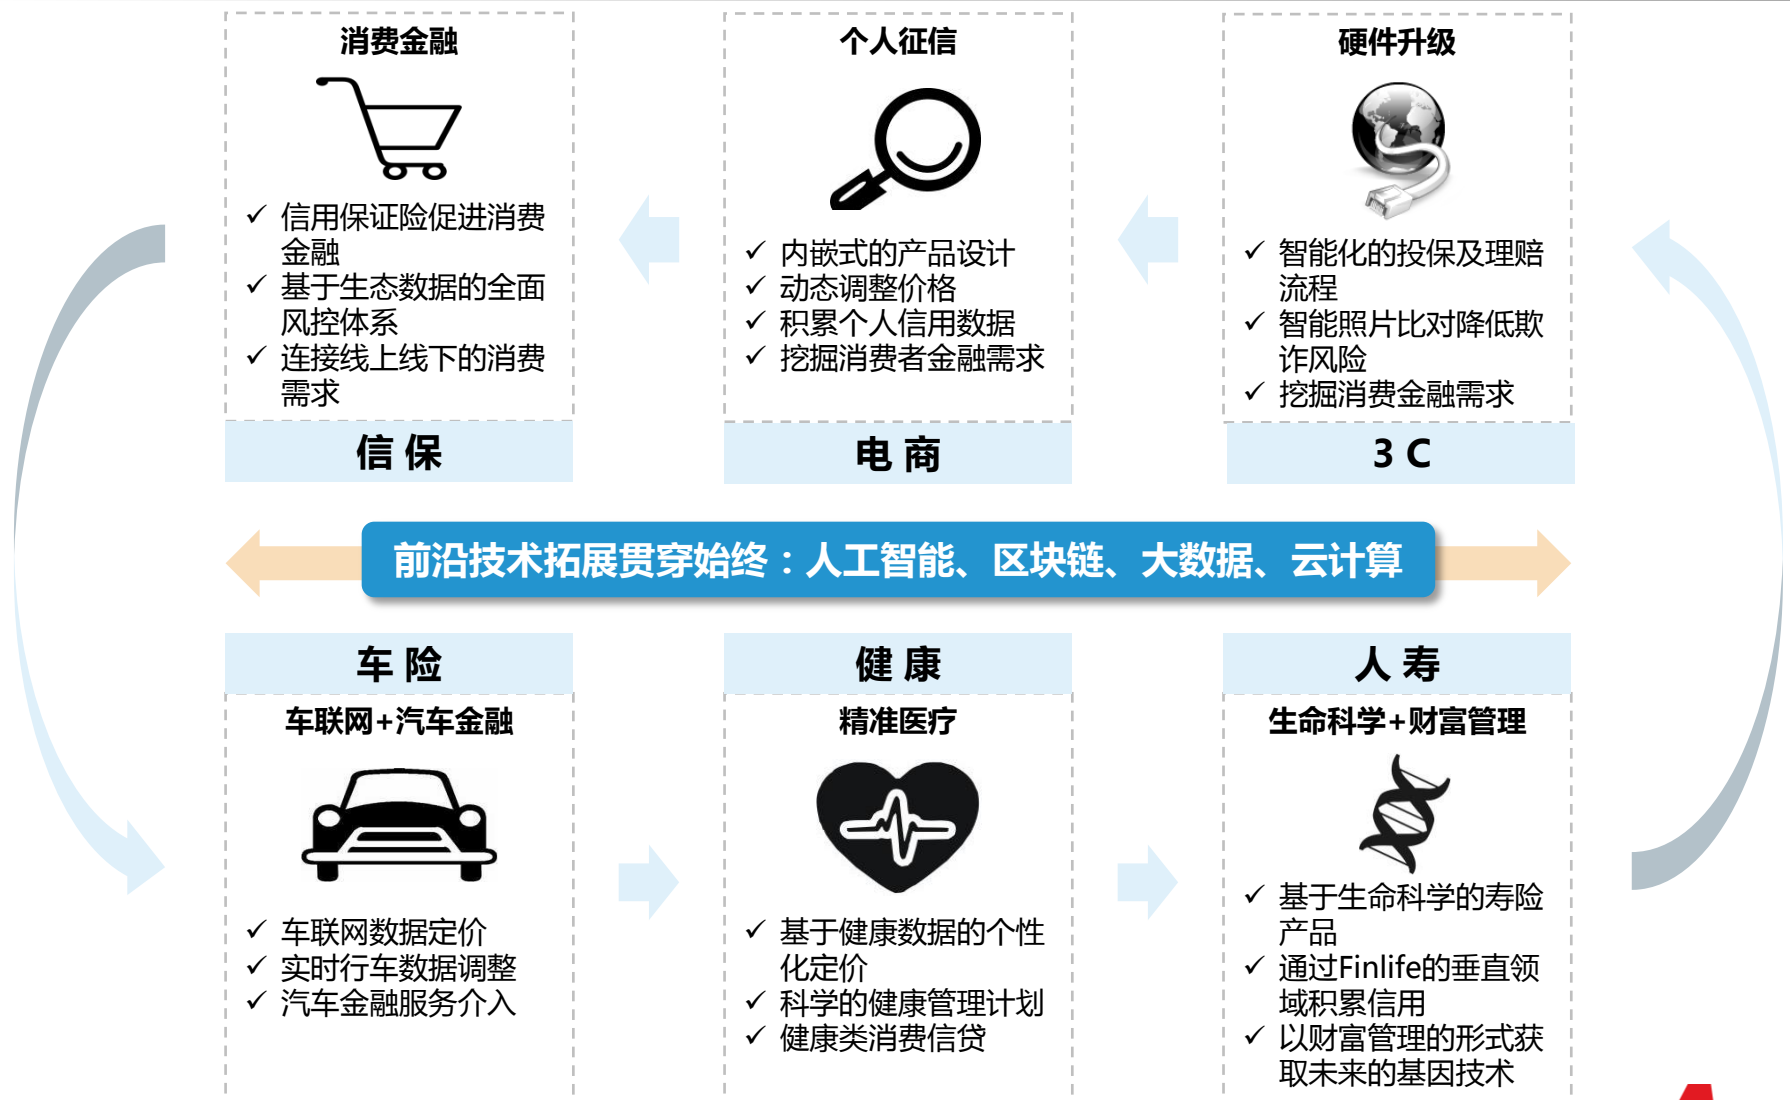 消费金融
✓ 信用保证险促进消费
金融
✓ 基于生态数据的全面
风控体系
✓ 连接线上线下的消费
需求
信保
个人征信
✓ 内嵌式的产品设计
✓ 动态调整价格
✓ 积累个人信用数据
✓ 挖掘消费者金融需求
电商
硬件升级
✓ 智能化的投保及理赔
流程
✓ 智能照片比对降低欺
诈风险
✓ 挖掘消费金融需求
3C
前沿技术拓展贯穿始终：人工智能、区块链、大数据、云计算
车险
车联网+汽车金融
✓ 车联网数据定价
✓ 实时行车数据调整
✓ 汽车金融服务介入
健康
精准医疗
✓ 基于健康数据的个性
化定价
✓ 科学的健康管理计划
✓ 健康类消费信贷
人寿
生命科学+财富管理
✓ 基于生命科学的寿险
产品
✓ 通过Finlife的垂直领
域积累信用
✓ 以财富管理的形式获
取未来的基因技术